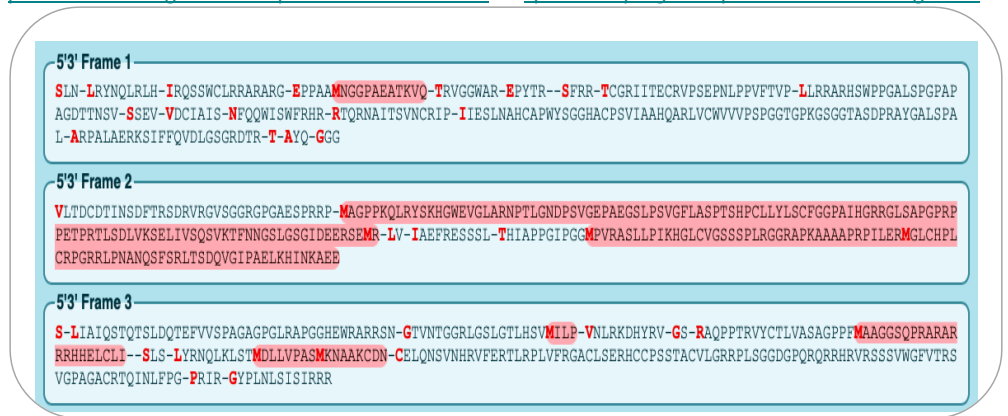 5'3' Frame 1
SLN-LRYNQLRLH-IRQSSWCLRRARARG-EPPAAMNGGPAEATKVQ-TRVGGWAR-EPYTR--SFRR-TCGRIITECRVPSEPNLPPVFTVP-LLRRARHSWPPGALSPGPAP
AGDTTNSV-SSEV-VDCIAIS-NFQQWISWFRHR-RTQRNAITSVNCRIP-IIESLNAHCAPWYSGGHACPSVIAAHQARLVCWVVVPSPGGTGPKGSGGTASDPRAYGALSPA
L-ARPALAERKSIFFQVDLGSGRDTR-T-AYQ-GGG
5'3' Frame 2
VLTDCDTINSDFTRSDRVRGVSGGRGPGAESPRRP-MAGPPKQLRYSKHGWEVGLARNPTLGNDPSVGEPAEGSLPSVGFLASPTSHPCLLYLSCFGGPAIHGRRGLSAPGPRP
PETPRTLSDLVKSELIVSQSVKTFNNGSLGSGIDEERSEMR-LV-IAEFRESSSL-THIAPPGIPGGMPVRASLLPIKHGLCVGSSSPLRGGRAPKAAAAPRPILERMGLCHPL
CRPGRRLPNANQSFSRLTSDQVGIPAELKHINKAEE
5'3' Frame 3
S-LIAIQSTQTSLDQTEFVVSPAGAGPGLRAPGGHEWRARRSN-GTVNTGGRLGSLGTLHSVMILP-VNLRKDHYRV-GS-RAQPPTRVYCTLVASAGPPFMAAGGSQPRARAR
RRHHELCLI--SLS-LYRNQLKLSTMDLLVPASMKNAAKCDN-CELQNSVNHRVFERTLRPLVFRGACLSERHCCPSSTACVLGRRPLSGGDGPQRQRRHRVRSSSVWGFVTRS
VGPAGACRTQINLFPG-PRIR-GYPLNLSISIRRR